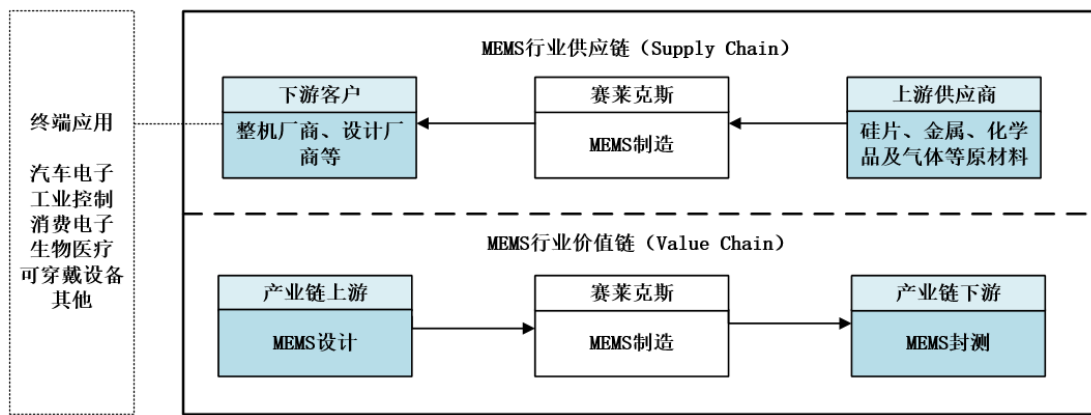 终端应用
汽车电子
工业控制
消费电子
生物医疗
可穿戴设备
其他
MEMS行业供应链（Supply Chain）
下游客户
整机厂商、设计厂
商等
赛莱克斯
MEMS制造
上游供应商
硅片、金属、化学
品及气体等原材料
MEMS行业价值链（Value Chain）
产业链上游
MEMS设计
赛莱克斯
MEMS制造
产业链下游
MEMS封测